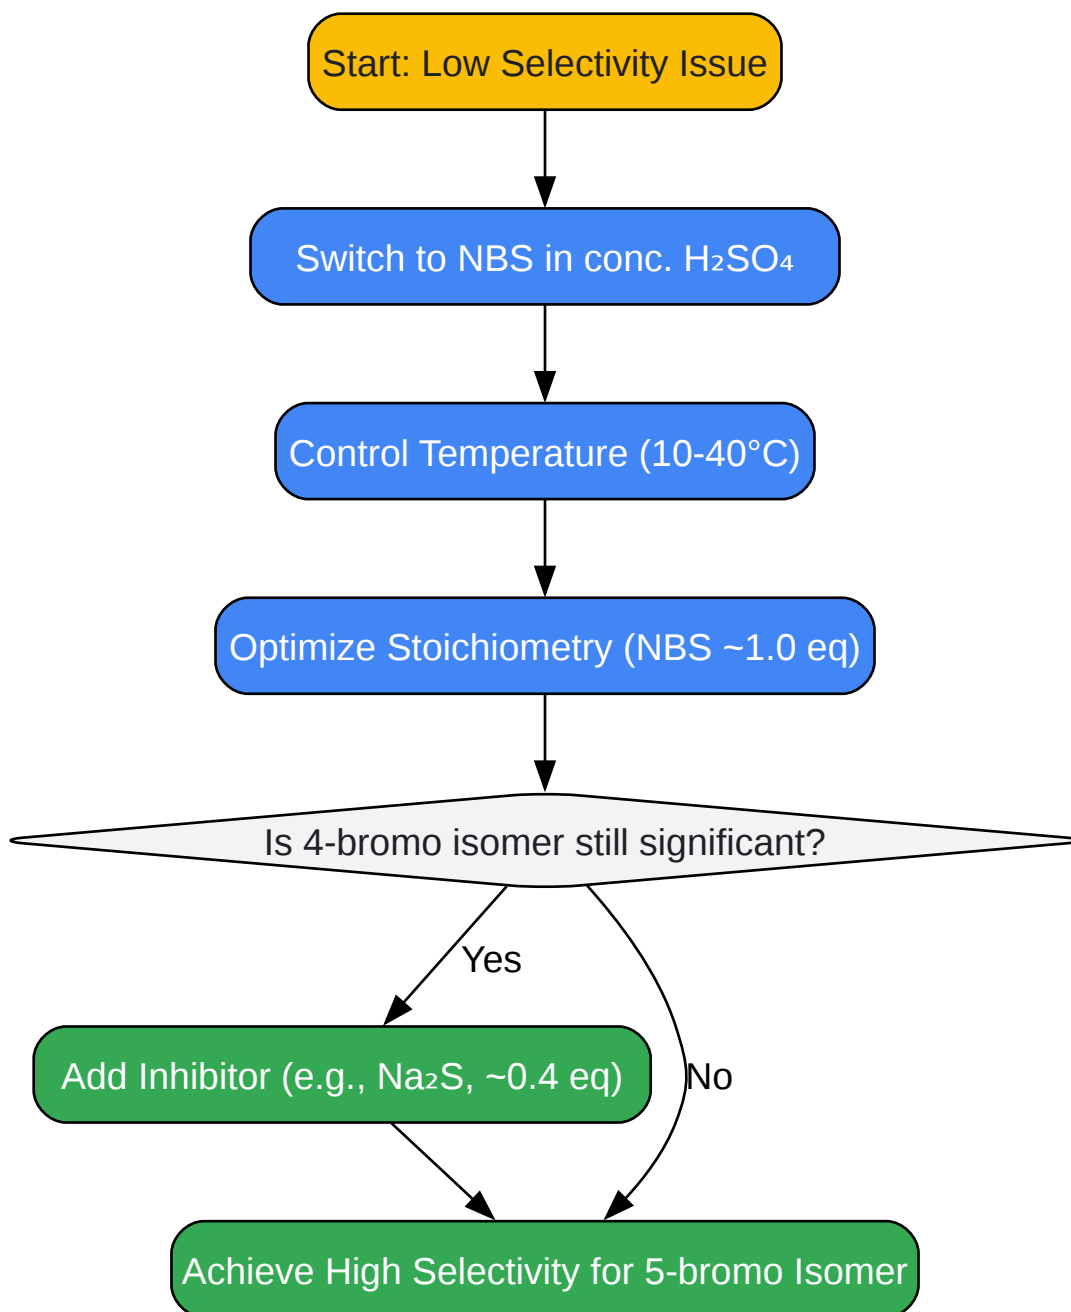 Start: Low Selectivity Issue
Switch to NBS in conc. H₂SO₄
Control Temperature (10-40°C)
Optimize Stoichiometry (NBS ~1.0 eq)
Is 4-bromo isomer still significant?
Yes
Add Inhibitor (e.g., Na₂S, ~0.4 eq)
No
Achieve High Selectivity for 5-bromo Isomer